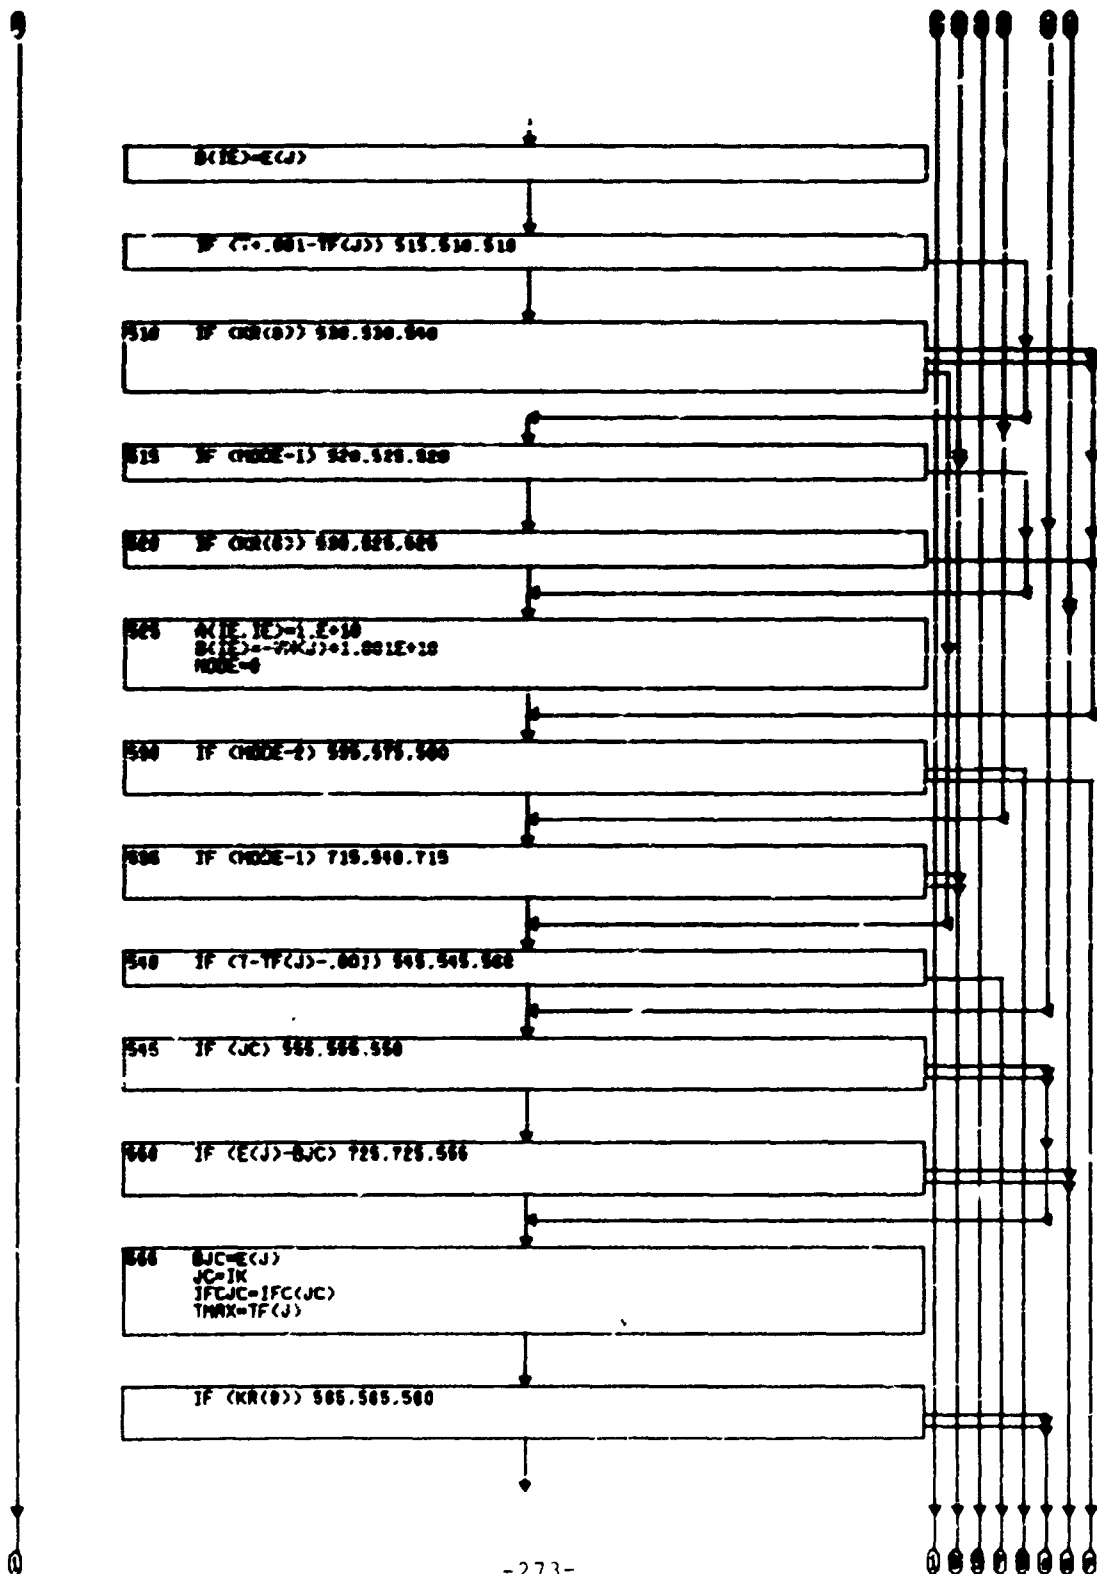 B(IE)=E(J)
IF (T+.001-TF(J)) 515,510,510
510 IF (KR(8)) 530,530,540
515 IF (MODE-1) 520,525,520
520 IF (KR(6)) 530,525,525
525 A(IE,IE)=1.E+10
B(IE)= 1.001E+10
MODE=0
530 IF (MODE-2) 535,575,580
535 IF (MODE-1) 715,540,715
540 IF (T-TF(J)-.001) 545,545,560
545 IF (JC) 555,555,550
550 IF (E(J)-BJC) 725,725,555
555 BJC=E(J)
JC=IK
IFCJC=IFC(JC)
TMAX=TF(J)
IF (KR(8)) 565,565,560
-273-